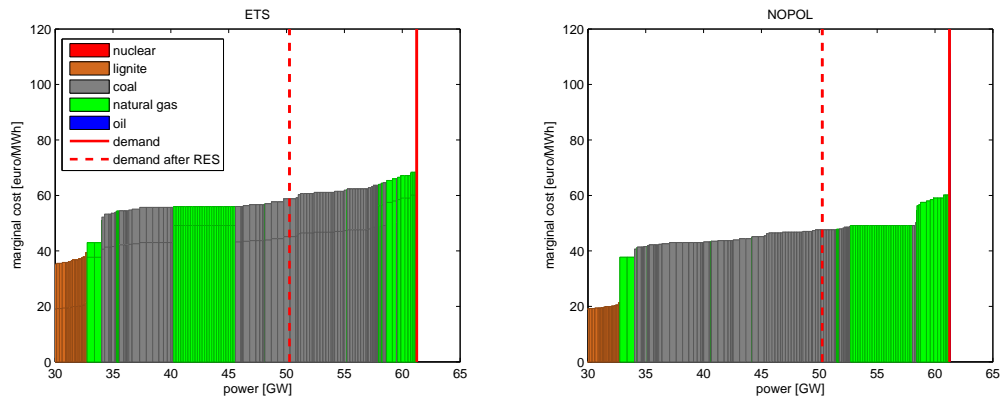 ETS
120
100
80
60
40
20
0
marginal cost [euro/MWh]
nuclear
lignite
coal
natural gas
oil
demand
demand after RES
30 35 40 45 50 55 60 65
power [GW]
NOPOL
120
100
80
60
40
20
0
marginal cost [euro/MWh]
30 35 40 45 50 55 60 65
power [GW]